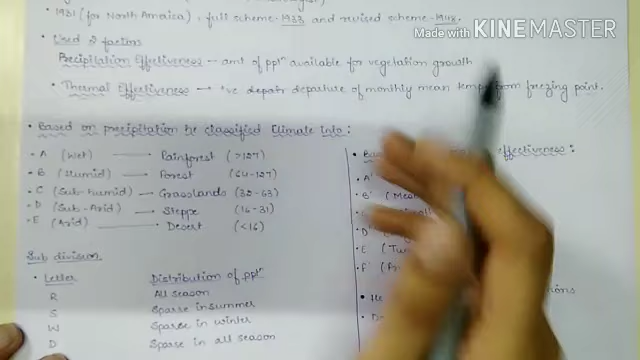 • 1931 (for North Amaica), full scheme-1933 and revised scheme-1948.
Made with KINEMASTER
• Used 2 factors
Precipitation Effectiveness - amt of pptn available for vegetation growth
• Thermal Effectiveness → +ve depair departure of monthly mean temp from freezing point.
• Based on precipitation he classified Climate into:
• A (Wet) → Rainforest (>127)
• B (Humid) → Forest (64-127)
• C (Sub-humid) → Grasslands (32-63)
• D (Sub-Arid) → Steppe (16-31)
• E (Arid) → Desert (<16)
Sub division
• Letter Distribution of pptn
R All season
S Sparse in summer
W Sparse in winter
D Sparse in all season
effectiveness:
• A'
• B'
• D'
• E'
• F'